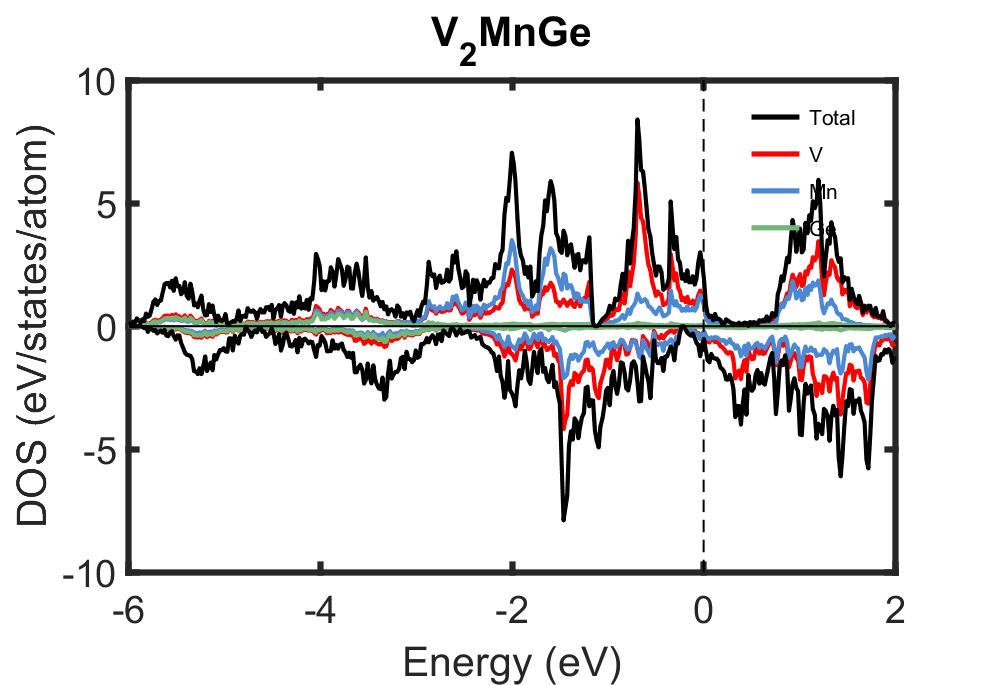 V2MnGe
10
5
0
-5
-10
DOS (eV/states/atom)
Total
V
Mn
Ge
-6
-4
-2
0
2
Energy (eV)